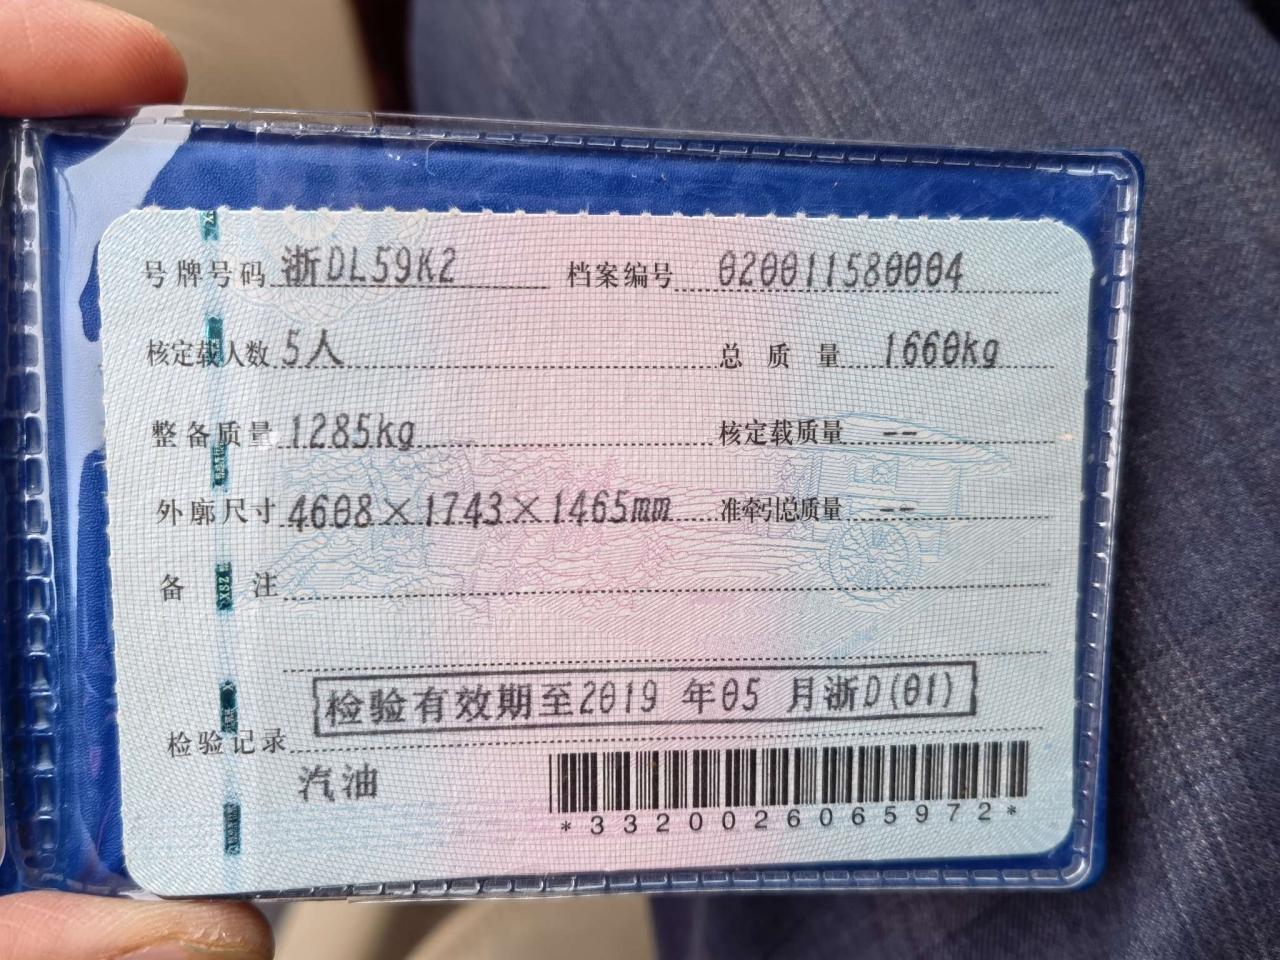 号牌号码 浙DL59K2 档案编号 020011580004
核定载人数 5人 总质量 1660kg
整备质量 1285kg 核定载质量 --
外廓尺寸 4608×1743×1465mm 准牵引总质量 --
备注
检验有效期至2019 年05 月浙D(01)
检验记录
汽油
*3320026065972*